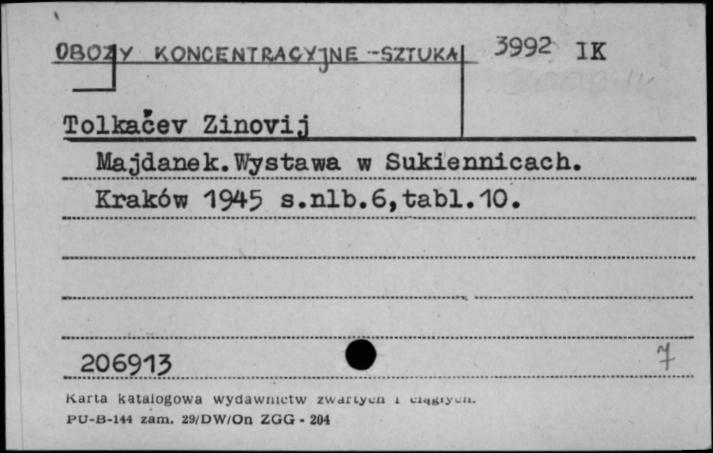 OBOZY KONCENTRACYJNE - SZTUKA 3992 IK
Tolkačev Zinovij
Majdanek.Wystawa w Sukiennicach.
Kraków 1945 s.nlb.6,tabl.10.
206913 7
Karta katalogowa wydawnictw zwartych i ciągłych.
PU-B-144 zam. 29/DW/On ZGG - 204